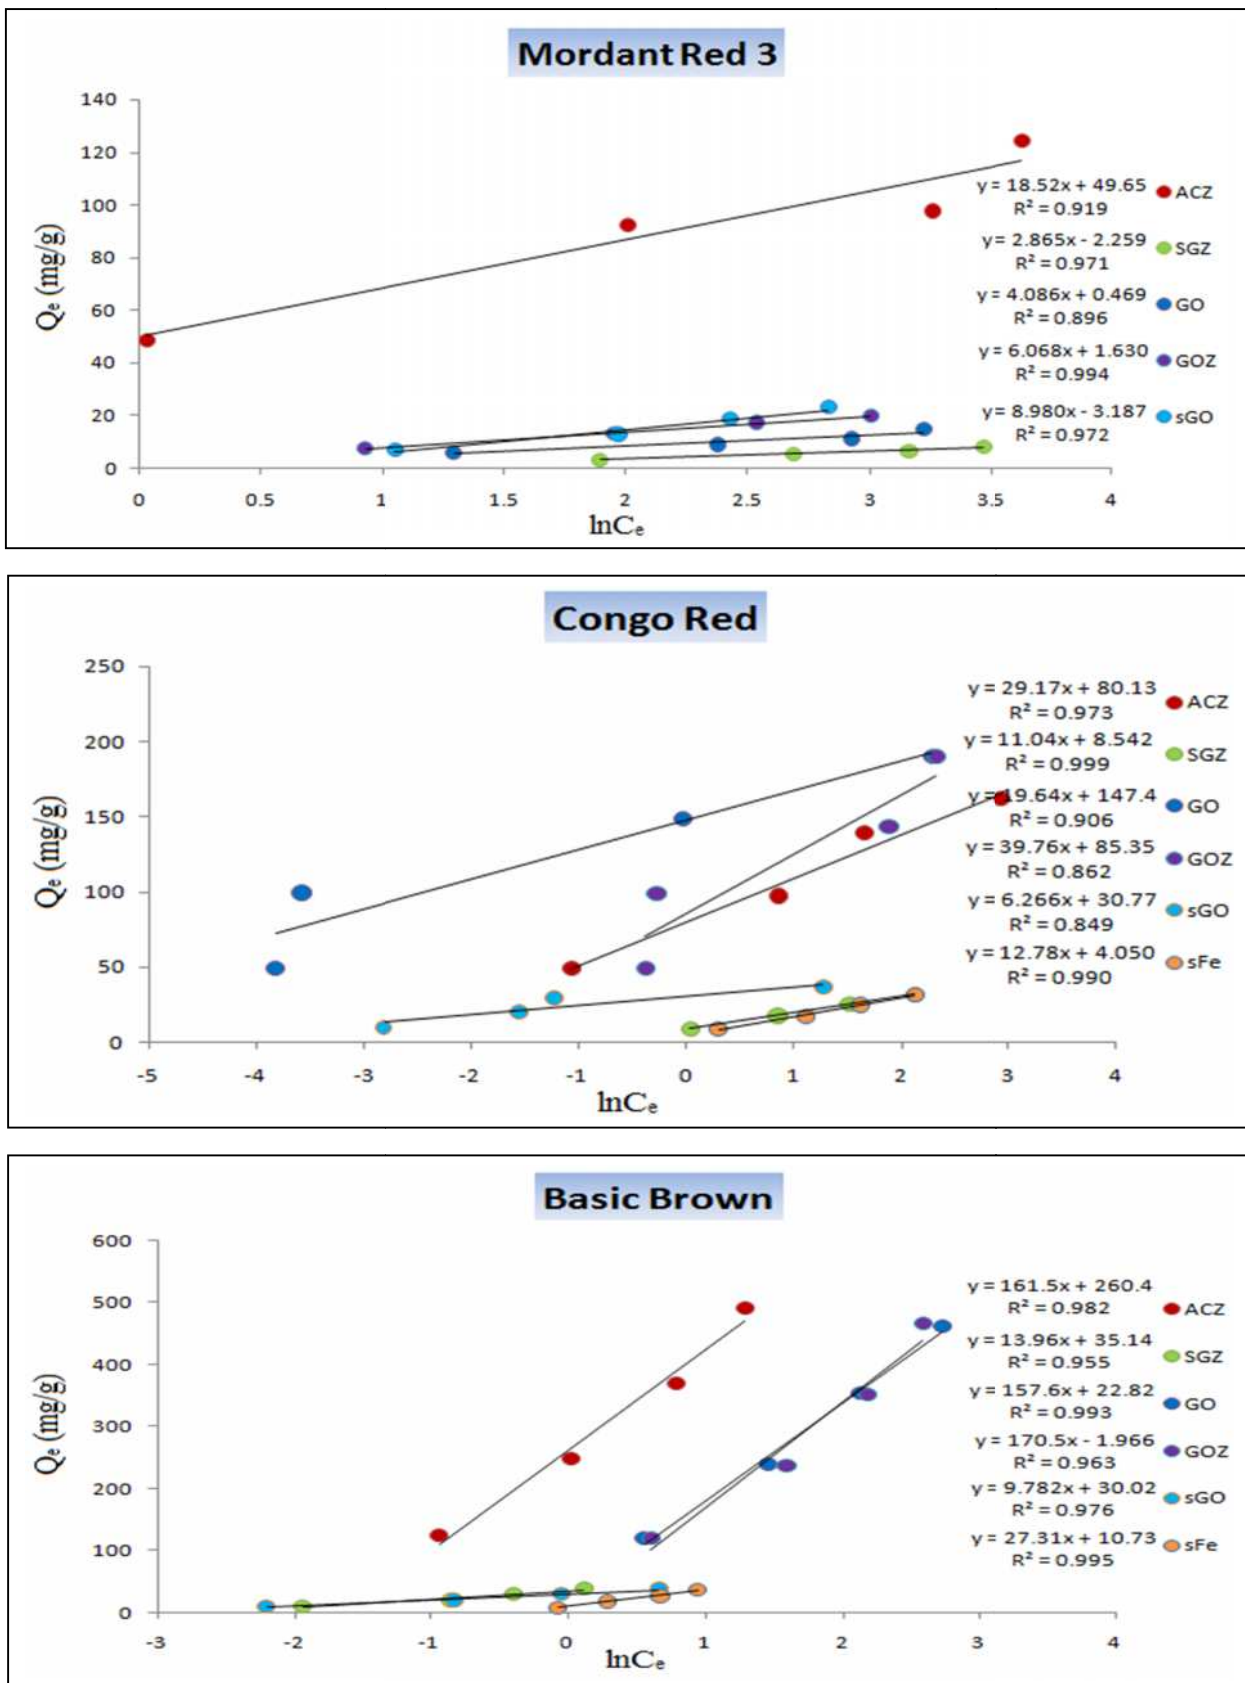 Mordant Red 3
140
120
100
80
60
40
20
0
Qe (mg/g)
0 0.5 1 1.5 2 2.5 3 3.5 4
lnCe
y = 18.52x + 49.65
R² = 0.919
ACZ
y = 2.865x - 2.259
R² = 0.971
SGZ
y = 4.086x + 0.469
R² = 0.896
GO
y = 6.068x + 1.630
R² = 0.994
GOZ
y = 8.980x - 3.187
R² = 0.972
sGO
Congo Red
250
200
150
100
50
0
Qe (mg/g)
-5 -4 -3 -2 -1 0 1 2 3 4
lnCe
y = 29.17x + 80.13
R² = 0.973
ACZ
y = 11.04x + 8.542
R² = 0.999
SGZ
y = 19.64x + 147.4
R² = 0.906
GO
y = 39.76x + 85.35
R² = 0.862
GOZ
y = 6.266x + 30.77
R² = 0.849
sGO
y = 12.78x + 4.050
R² = 0.990
sFe
Basic Brown
600
500
400
300
200
100
0
Qe (mg/g)
-3 -2 -1 0 1 2 3 4
lnCe
y = 161.5x + 260.4
R² = 0.982
ACZ
y = 13.96x + 35.14
R² = 0.955
SGZ
y = 157.6x + 22.82
R² = 0.993
GO
y = 170.5x - 1.966
R² = 0.963
GOZ
y = 9.782x + 30.02
R² = 0.976
sGO
y = 27.31x + 10.73
R² = 0.995
sFe